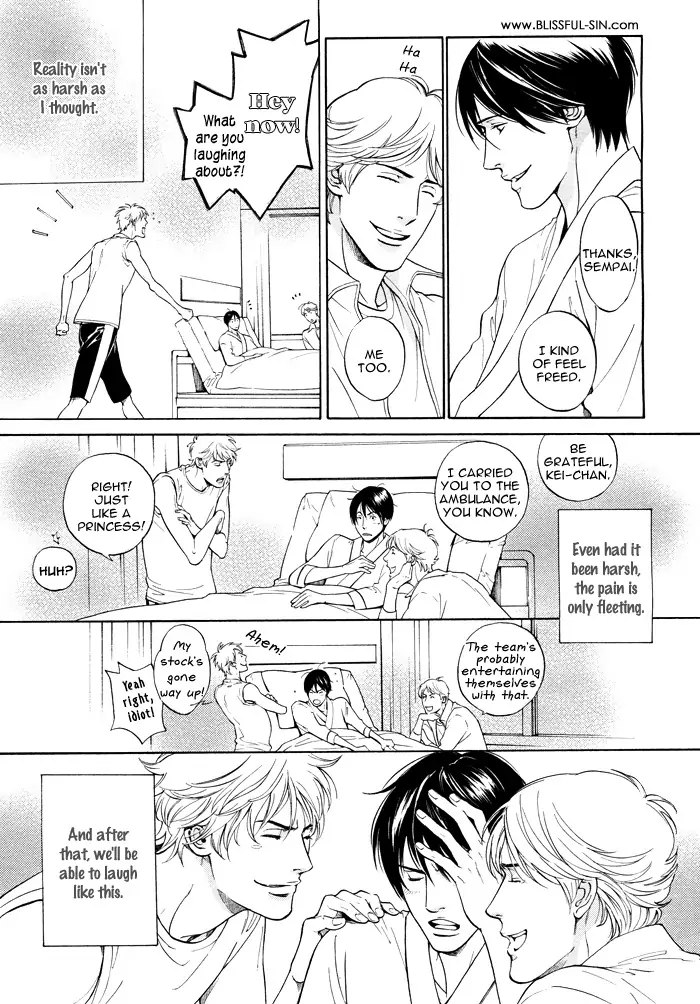 www.BLISSFUL-SIN.com
Ha
Ha
THANKS,
SEMPAI.
I KIND
OF FEEL
FREED.
ME
TOO.
Reality isn't
as harsh as
I thought.
Hey
now!
What
are you
laughing
about?!
BE
GRATEFUL,
KEI-CHAN.
I CARRIED
YOU TO THE
AMBULANCE,
YOU KNOW.
RIGHT!
JUST
LIKE A
PRINCESS!
HUH?
Even had it
been harsh,
the pain is
only fleeting.
The team's
probably
entertaining
themselves
with that.
Ahem!
My
stock's
gone
way up!
Yeah
right,
idiot!
And after
that, we'll be
able to laugh
like this.